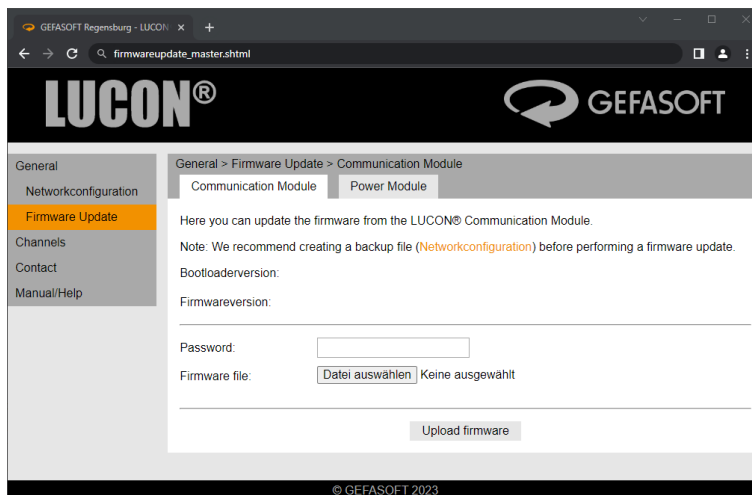 GEFASOFT Regensburg - LUCON
firmwareupdate_master.shtml
LUCON®
GEFASOFT
General
Networkconfiguration
Firmware Update
Channels
Contact
Manual/Help
General > Firmware Update > Communication Module
Communication Module Power Module
Here you can update the firmware from the LUCON® Communication Module.
Note: We recommend creating a backup file (Networkconfiguration) before performing a firmware update.
Bootloaderversion:
Firmwareversion:
Password:
Firmware file: Datei auswählen Keine ausgewählt
Upload firmware
© GEFASOFT 2023